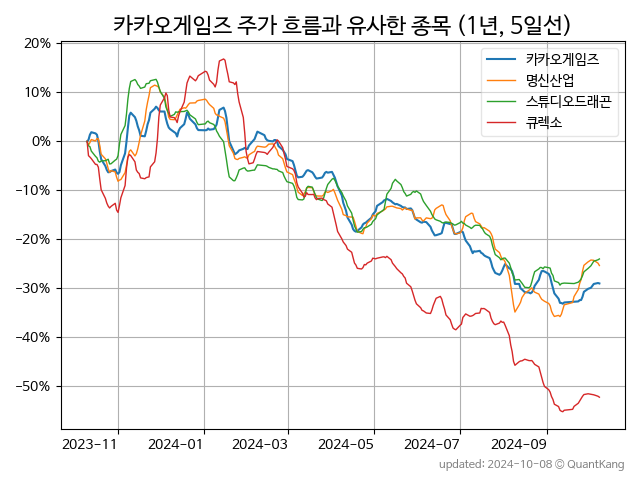 카카오게임즈 주가 흐름과 유사한 종목 (1년, 5일선)
카카오게임즈
명신산업
스튜디오드래곤
큐렉소
20%
10%
0%
−10%
−20%
−30%
−40%
−50%
2023-11 2024-01 2024-03 2024-05 2024-07 2024-09
updated: 2024-10-08 © QuantKang